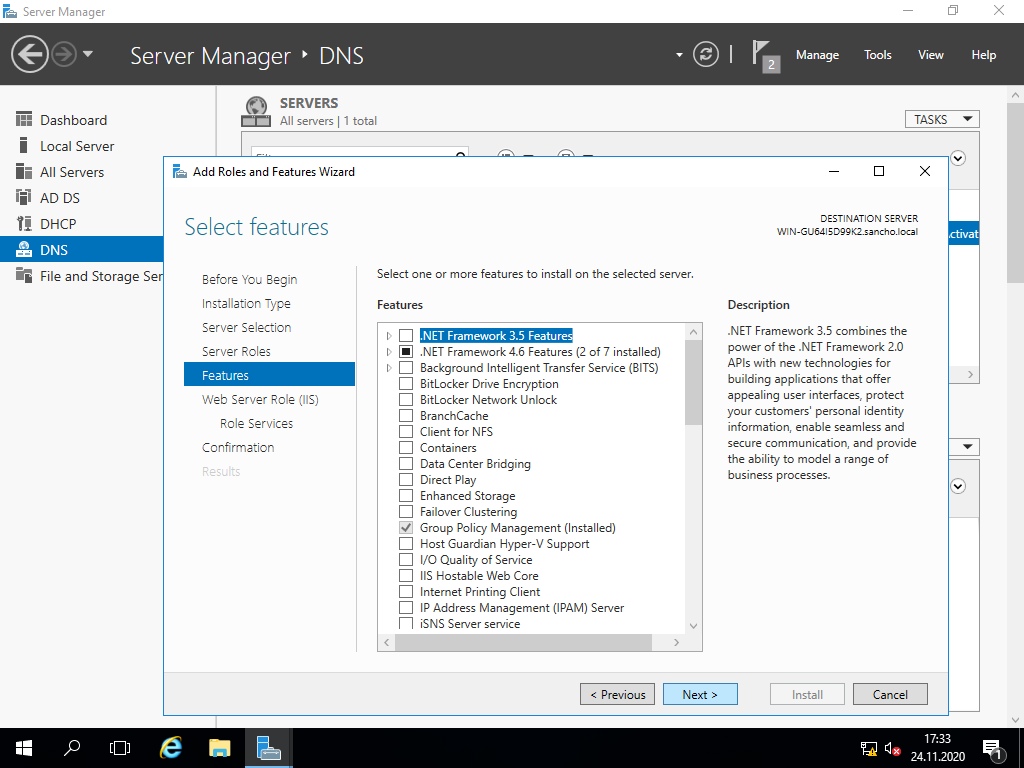 Server Manager
Server Manager ‣ DNS
2
Manage
Tools
View
Help
Dashboard
Local Server
All Servers
AD DS
DHCP
DNS
File and Storage Ser
SERVERS
All servers | 1 total
TASKS
Add Roles and Features Wizard
Select features
DESTINATION SERVER
WIN-GU64I5D99K2.sancho.local
Before You Begin
Installation Type
Server Selection
Server Roles
Features
Web Server Role (IIS)
Role Services
Confirmation
Results
Select one or more features to install on the selected server.
Features
.NET Framework 3.5 Features
.NET Framework 4.6 Features (2 of 7 installed)
Background Intelligent Transfer Service (BITS)
BitLocker Drive Encryption
BitLocker Network Unlock
BranchCache
Client for NFS
Containers
Data Center Bridging
Direct Play
Enhanced Storage
Failover Clustering
Group Policy Management (Installed)
Host Guardian Hyper-V Support
I/O Quality of Service
IIS Hostable Web Core
Internet Printing Client
IP Address Management (IPAM) Server
iSNS Server service
Description
.NET Framework 3.5 combines the
power of the .NET Framework 2.0
APIs with new technologies for
building applications that offer
appealing user interfaces, protect
your customers' personal identity
information, enable seamless and
secure communication, and provide
the ability to model a range of
business processes.
ctivat
< Previous
Next >
Install
Cancel
17:33
24.11.2020
1